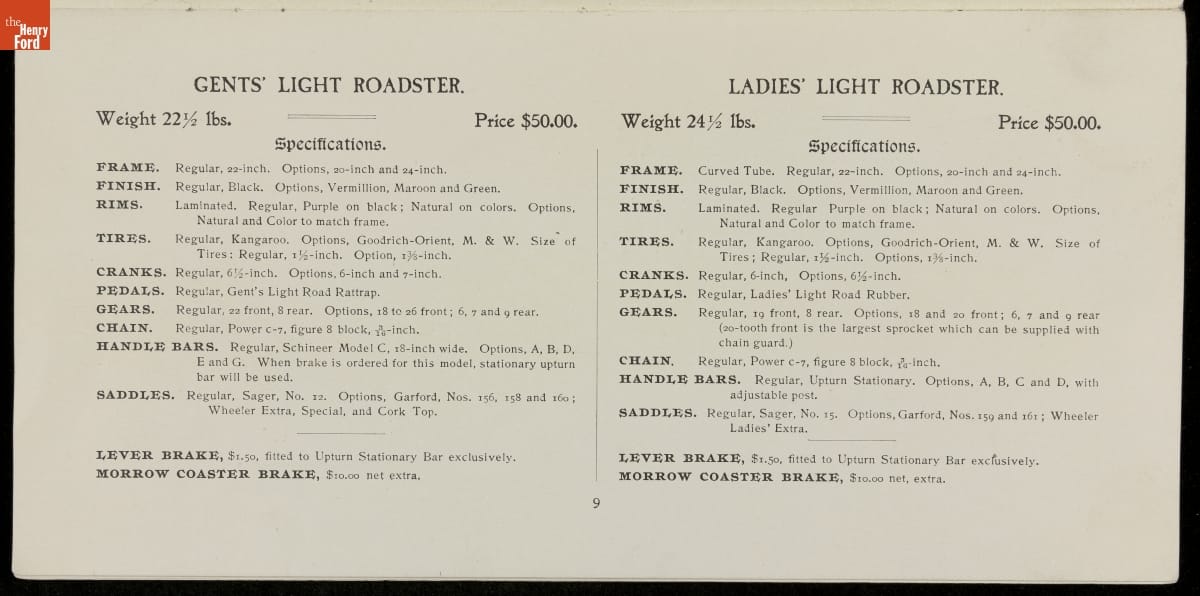 the
Henry
Ford
GENTS' LIGHT ROADSTER.
Weight 22½ lbs. Price $50.00.
Specifications.
FRAME. Regular, 22-inch. Options, 20-inch and 24-inch.
FINISH. Regular, Black. Options, Vermillion, Maroon and Green.
RIMS. Laminated. Regular, Purple on black; Natural on colors. Options,
Natural and Color to match frame.
TIRES. Regular, Kangaroo. Options, Goodrich-Orient, M. & W. Size of
Tires: Regular, 1½-inch. Option, 1⅜-inch.
CRANKS. Regular, 6½-inch. Options, 6-inch and 7-inch.
PEDALS. Regular, Gent's Light Road Rattrap.
GEARS. Regular, 22 front, 8 rear. Options, 18 to 26 front; 6, 7 and 9 rear.
CHAIN. Regular, Power C-7, figure 8 block, 3/16-inch.
HANDLE BARS. Regular, Schineer Model C, 18-inch wide. Options, A, B, D,
E and G. When brake is ordered for this model, stationary upturn
bar will be used.
SADDLES. Regular, Sager, No. 12. Options, Garford, Nos. 156, 158 and 160;
Wheeler Extra, Special, and Cork Top.
LEVER BRAKE, $1.50, fitted to Upturn Stationary Bar exclusively.
MORROW COASTER BRAKE, $10.00 net extra.
LADIES' LIGHT ROADSTER.
Weight 24½ lbs. Price $50.00.
Specifications.
FRAME. Curved Tube. Regular, 22-inch. Options, 20-inch and 24-inch.
FINISH. Regular, Black. Options, Vermillion, Maroon and Green.
RIMS. Laminated. Regular Purple on black; Natural on colors. Options,
Natural and Color to match frame.
TIRES. Regular, Kangaroo. Options, Goodrich-Orient, M. & W. Size of
Tires; Regular, 1½-inch. Options, 1⅜-inch.
CRANKS. Regular, 6-inch, Options, 6½-inch.
PEDALS. Regular, Ladies' Light Road Rubber.
GEARS. Regular, 19 front, 8 rear. Options, 18 and 20 front; 6, 7 and 9 rear
(20-tooth front is the largest sprocket which can be supplied with
chain guard.)
CHAIN. Regular, Power C-7, figure 8 block, 3/16-inch.
HANDLE BARS. Regular, Upturn Stationary. Options, A, B, C and D, with
adjustable post.
SADDLES. Regular, Sager, No. 15. Options, Garford, Nos. 159 and 161; Wheeler
Ladies' Extra.
LEVER BRAKE, $1.50, fitted to Upturn Stationary Bar exclusively.
MORROW COASTER BRAKE, $10.00 net, extra.
9